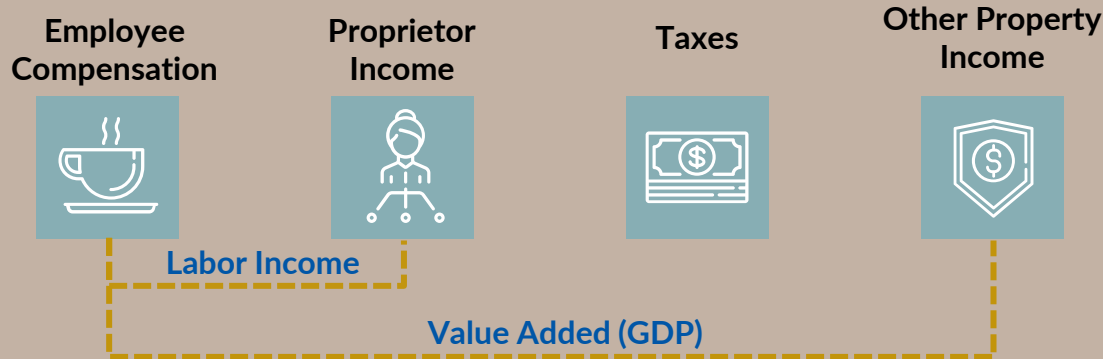 Employee
Compensation
Proprietor
Income
Taxes
Other Property
Income
$
$
Labor Income
Value Added (GDP)